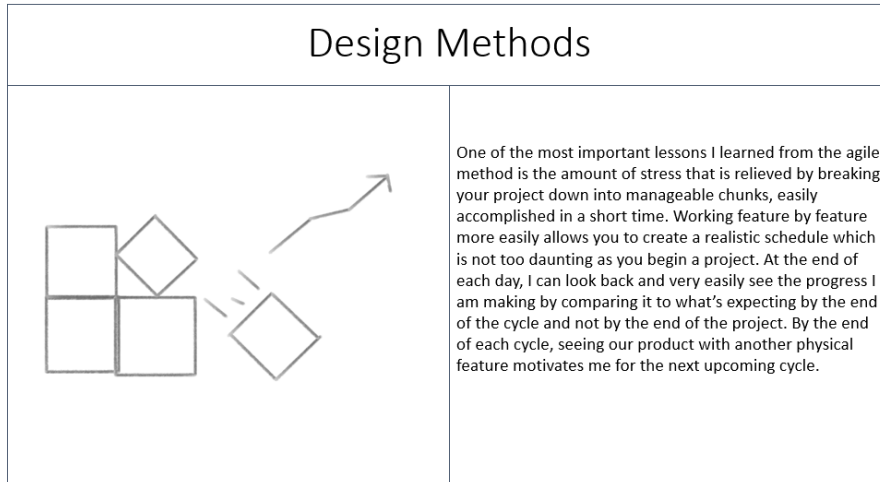 Design Methods
One of the most important lessons I learned from the agile
method is the amount of stress that is relieved by breaking
your project down into manageable chunks, easily
accomplished in a short time. Working feature by feature
more easily allows you to create a realistic schedule which
is not too daunting as you begin a project. At the end of
each day, I can look back and very easily see the progress I
am making by comparing it to what’s expecting by the end
of the cycle and not by the end of the project. By the end
of each cycle, seeing our product with another physical
feature motivates me for the next upcoming cycle.